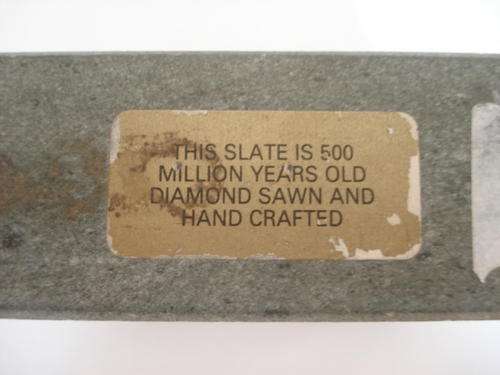 THIS SLATE IS 500
MILLION YEARS OLD
DIAMOND SAWN AND
HAND CRAFTED